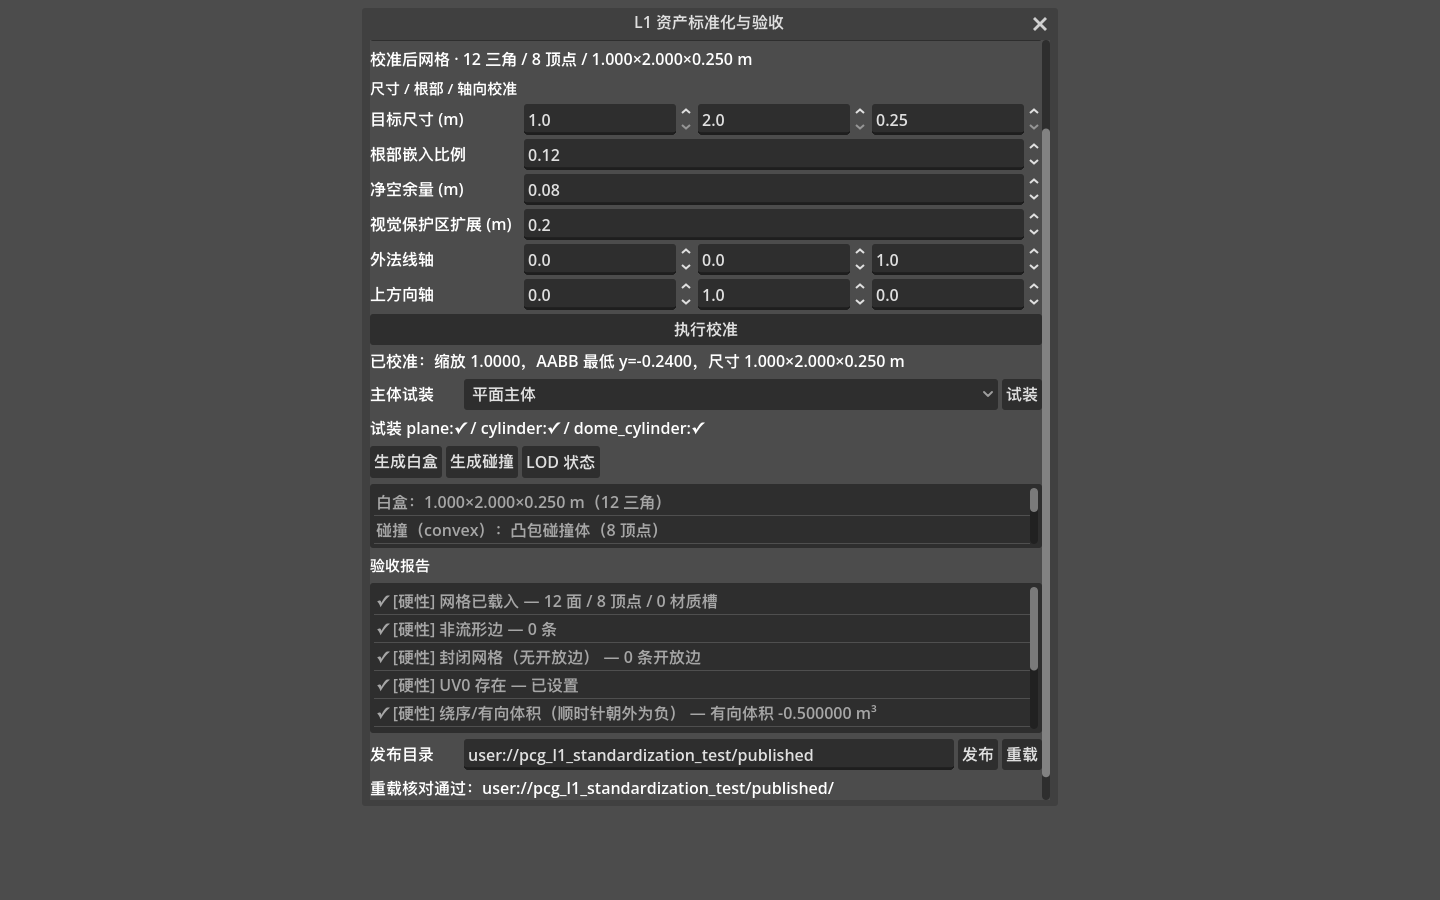 L1 资产标准化与验收
校准后网格 · 12 三角 / 8 顶点 / 1.000×2.000×0.250 m
尺寸 / 根部 / 轴向校准
目标尺寸 (m) 1.0 2.0 0.25
根部嵌入比例 0.12
净空余量 (m) 0.08
视觉保护区扩展 (m) 0.2
外法线轴 0.0 0.0 1.0
上方向轴 0.0 1.0 0.0
执行校准
已校准：缩放 1.0000，AABB 最低 y=-0.2400，尺寸 1.000×2.000×0.250 m
主体试装 平面主体 试装
试装 plane:✓ / cylinder:✓ / dome_cylinder:✓
生成白盒 生成碰撞 LOD 状态
白盒：1.000×2.000×0.250 m（12 三角）
碰撞（convex）：凸包碰撞体（8 顶点）
验收报告
✓ [硬性] 网格已载入 — 12 面 / 8 顶点 / 0 材质槽
✓ [硬性] 非流形边 — 0 条
✓ [硬性] 封闭网格（无开放边） — 0 条开放边
✓ [硬性] UV0 存在 — 已设置
✓ [硬性] 绕序/有向体积（顺时针朝外为负） — 有向体积 -0.500000 m³
发布目录 user://pcg_l1_standardization_test/published 发布 重载
重载核对通过：user://pcg_l1_standardization_test/published/